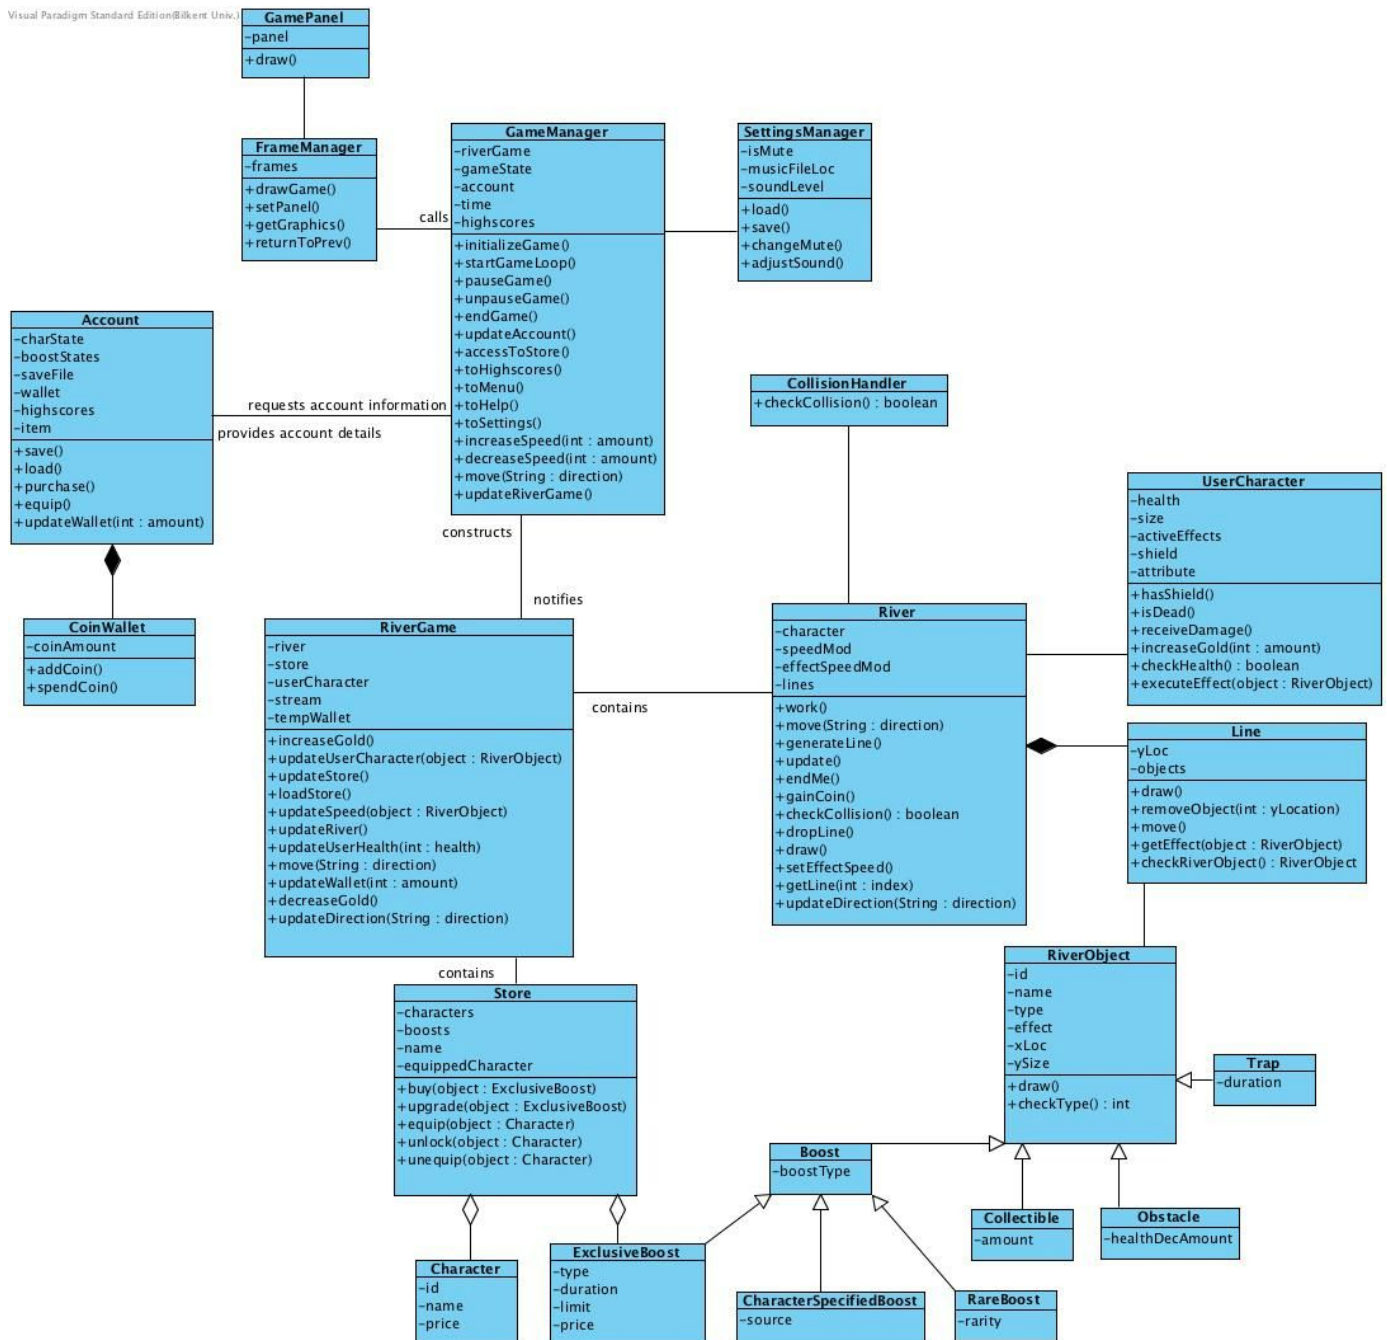 Visual Paradigm Standard Edition(Bilkent Univ.)
GamePanel
-panel
+draw()
FrameManager
-frames
+drawGame()
+setPanel()
+getGraphics()
+returnToPrev()
calls
GameManager
-riverGame
-gameState
-account
-time
-highscores
+initializeGame()
+startGameLoop()
+pauseGame()
+unpauseGame()
+endGame()
+updateAccount()
+accessToStore()
+toHighscores()
+toMenu()
+toHelp()
+toSettings()
+increaseSpeed(int : amount)
+decreaseSpeed(int : amount)
+move(String : direction)
+updateRiverGame()
SettingsManager
-isMute
-musicFileLoc
-soundLevel
+load()
+save()
+changeMute()
+adjustSound()
Account
-charState
-boostStates
-saveFile
-wallet
-highscores
-item
+save()
+load()
+purchase()
+equip()
+updateWallet(int : amount)
requests account information
provides account details
CollisionHandler
+checkCollision() : boolean
constructs
notifies
UserCharacter
-health
-size
-activeEffects
-shield
-attribute
+hasShield()
+isDead()
+receiveDamage()
+increaseGold(int : amount)
+checkHealth() : boolean
+executeEffect(object : RiverObject)
CoinWallet
-coinAmount
+addCoin()
+spendCoin()
RiverGame
-river
-store
-userCharacter
-stream
-tempWallet
+increaseGold()
+updateUserCharacter(object : RiverObject)
+updateStore()
+loadStore()
+updateSpeed(object : RiverObject)
+updateRiver()
+updateUserHealth(int : health)
+move(String : direction)
+updateWallet(int : amount)
+decreaseGold()
+updateDirection(String : direction)
contains
River
-character
-speedMod
-effectSpeedMod
-lines
+work()
+move(String : direction)
+generateLine()
+update()
+endMe()
+gainCoin()
+checkCollision() : boolean
+dropLine()
+draw()
+setEffectSpeed()
+getLine(int : index)
+updateDirection(String : direction)
Line
-yLoc
-objects
+draw()
+removeObject(int : yLocation)
+move()
+getEffect(object : RiverObject)
+checkRiverObject() : RiverObject
contains
Store
-characters
-boosts
-name
-equippedCharacter
+buy(object : ExclusiveBoost)
+upgrade(object : ExclusiveBoost)
+equip(object : Character)
+unlock(object : Character)
+unequip(object : Character)
RiverObject
-id
-name
-type
-effect
-xLoc
-ySize
+draw()
+checkType() : int
Trap
-duration
Boost
-boostType
Collectible
-amount
Obstacle
-healthDecAmount
Character
-id
-name
-price
ExclusiveBoost
-type
-duration
-limit
-price
CharacterSpecifiedBoost
-source
RareBoost
-rarity